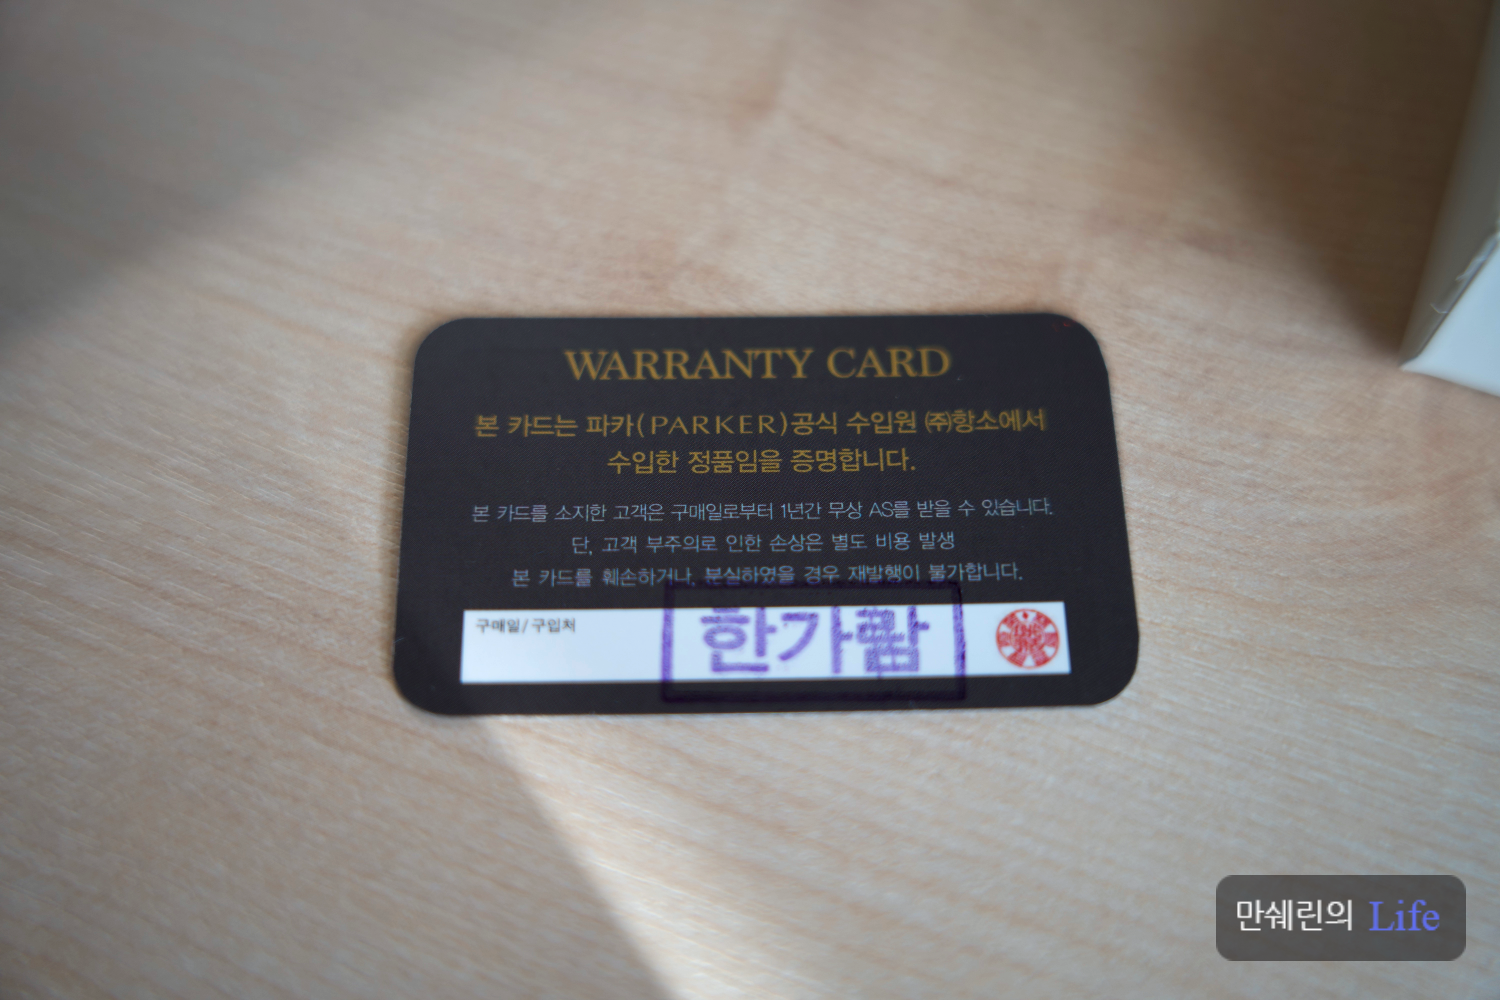 WARRANTY CARD
본 카드는 파카(PARKER)공식 수입원 ㈜항소에서
수입한 정품임을 증명합니다.
본 카드를 소지한 고객은 구매일로부터 1년간 무상 AS를 받을 수 있습니다.
단, 고객 부주의로 인한 손상은 별도 비용 발생
본 카드를 훼손하거나, 분실하였을 경우 재발행이 불가합니다.
구매일/구입처
한가람
만쉐린의 Life